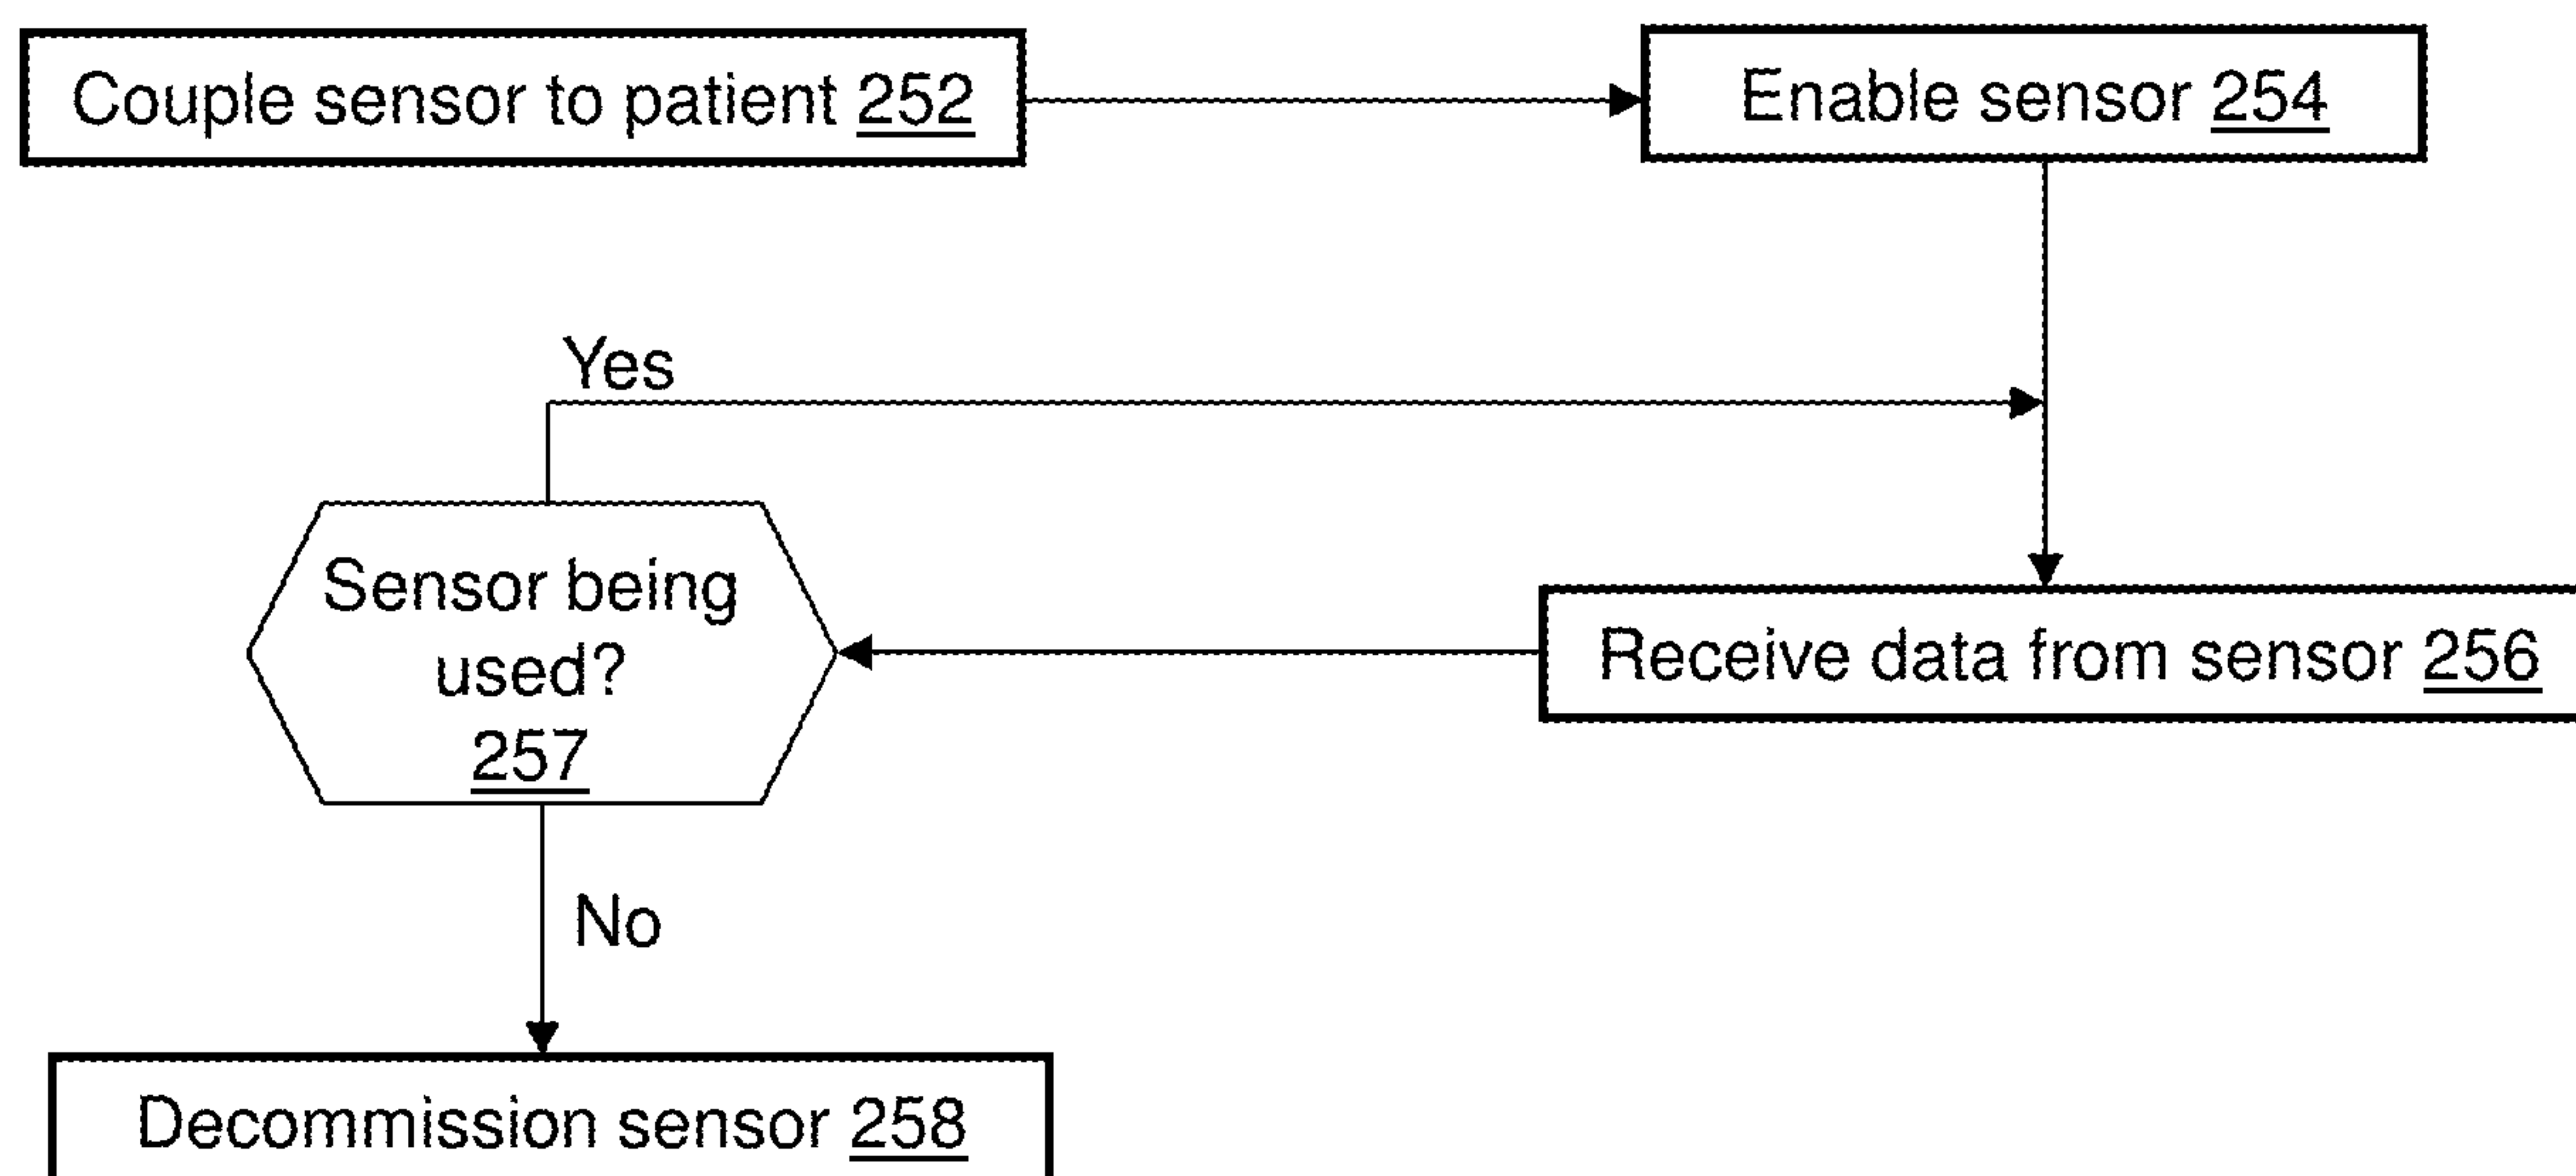 Couple sensor to patient 252
Enable sensor 254
Yes
Sensor being
used?
257
Receive data from sensor 256
No
Decommission sensor 258